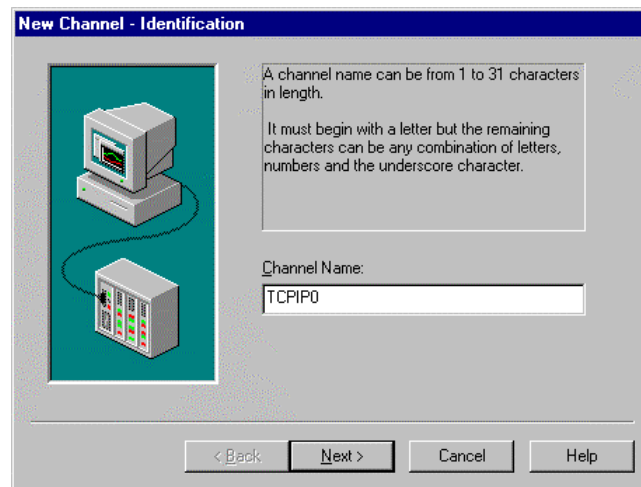 New Channel - Identification
A channel name can be from 1 to 31 characters
in length.
It must begin with a letter but the remaining
characters can be any combination of letters,
numbers and the underscore character.
Channel Name:
TCPIP0
< Back
Next >
Cancel
Help